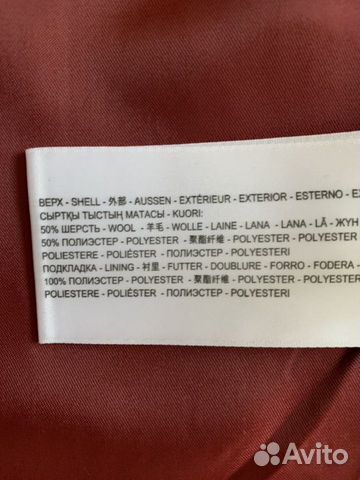 ВЕРХ - SHELL - 外部 - AUSSEN - EXTÉRIEUR - EXTERIOR - ESTERNO - E
СЫРТҚЫ ТЫСТЫҢ МАТАСЫ - KUORI:
50% ШЕРСТЬ - WOOL - 羊毛 - WOLLE - LAINE - LANA - LANA - LÃ - ЖҮН
50% ПОЛИЭСТЕР - POLYESTER - 聚酯纤维 - POLYESTER - POLYESTER
POLIESTERE - POLIÉSTER - ПОЛИЭСТЕР - POLYESTERI
ПОДКЛАДКА - LINING - 衬里 - FUTTER - DOUBLURE - FORRO - FODERA -
100% ПОЛИЭСТЕР - POLYESTER - 聚酯纤维 - POLYESTER - POLYESTER
POLIESTERE - POLIÉSTER - ПОЛИЭСТЕР - POLYESTERI
Avito